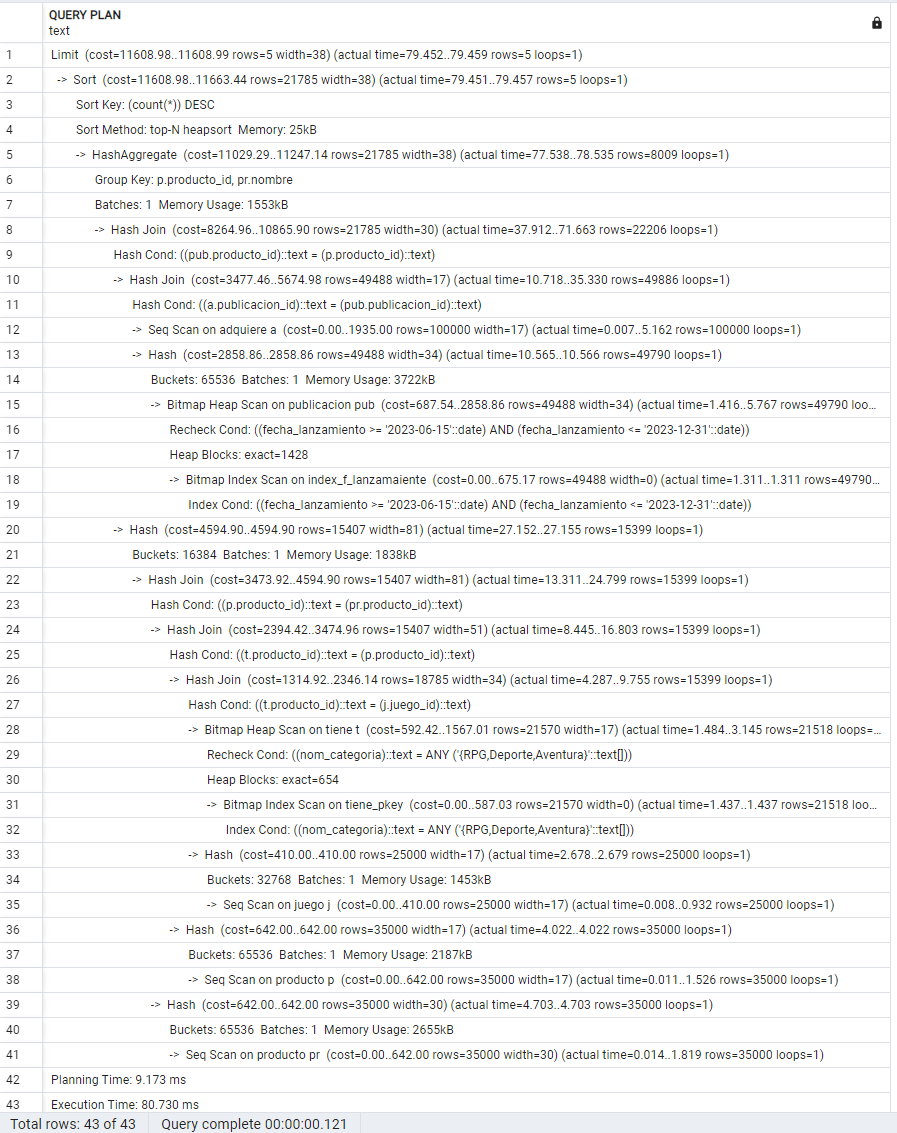 QUERY PLAN
text
1 Limit (cost=11608.98..11608.99 rows=5 width=38) (actual time=79.452..79.459 rows=5 loops=1)
2 -> Sort (cost=11608.98..11663.44 rows=21785 width=38) (actual time=79.451..79.457 rows=5 loops=1)
3 Sort Key: (count(*)) DESC
4 Sort Method: top-N heapsort Memory: 25kB
5 -> HashAggregate (cost=11029.29..11247.14 rows=21785 width=38) (actual time=77.538..78.535 rows=8009 loops=1)
6 Group Key: p.producto_id, pr.nombre
7 Batches: 1 Memory Usage: 1553kB
8 -> Hash Join (cost=8264.96..10865.90 rows=21785 width=30) (actual time=37.912..71.663 rows=22206 loops=1)
9 Hash Cond: ((pub.producto_id)::text = (p.producto_id)::text)
10 -> Hash Join (cost=3477.46..5674.98 rows=49488 width=17) (actual time=10.718..35.330 rows=49886 loops=1)
11 Hash Cond: ((a.publicacion_id)::text = (pub.publicacion_id)::text)
12 -> Seq Scan on adquiere a (cost=0.00..1935.00 rows=100000 width=17) (actual time=0.007..5.162 rows=100000 loops=1)
13 -> Hash (cost=2858.86..2858.86 rows=49488 width=34) (actual time=10.565..10.566 rows=49790 loops=1)
14 Buckets: 65536 Batches: 1 Memory Usage: 3722kB
15 -> Bitmap Heap Scan on publicacion pub (cost=687.54..2858.86 rows=49488 width=34) (actual time=1.416..5.767 rows=49790 loo...
16 Recheck Cond: ((fecha_lanzamiento >= '2023-06-15'::date) AND (fecha_lanzamiento <= '2023-12-31'::date))
17 Heap Blocks: exact=1428
18 -> Bitmap Index Scan on index_f_lanzamaiente (cost=0.00..675.17 rows=49488 width=0) (actual time=1.311..1.311 rows=49790...
19 Index Cond: ((fecha_lanzamiento >= '2023-06-15'::date) AND (fecha_lanzamiento <= '2023-12-31'::date))
20 -> Hash (cost=4594.90..4594.90 rows=15407 width=81) (actual time=27.152..27.155 rows=15399 loops=1)
21 Buckets: 16384 Batches: 1 Memory Usage: 1838kB
22 -> Hash Join (cost=3473.92..4594.90 rows=15407 width=81) (actual time=13.311..24.799 rows=15399 loops=1)
23 Hash Cond: ((p.producto_id)::text = (pr.producto_id)::text)
24 -> Hash Join (cost=2394.42..3474.96 rows=15407 width=51) (actual time=8.445..16.803 rows=15399 loops=1)
25 Hash Cond: ((t.producto_id)::text = (p.producto_id)::text)
26 -> Hash Join (cost=1314.92..2346.14 rows=18785 width=34) (actual time=4.287..9.755 rows=15399 loops=1)
27 Hash Cond: ((t.producto_id)::text = (j.juego_id)::text)
28 -> Bitmap Heap Scan on tiene t (cost=592.42..1567.01 rows=21570 width=17) (actual time=1.484..3.145 rows=21518 loops=...
29 Recheck Cond: ((nom_categoria)::text = ANY ('{RPG,Deporte,Aventura}'::text[]))
30 Heap Blocks: exact=654
31 -> Bitmap Index Scan on tiene_pkey (cost=0.00..587.03 rows=21570 width=0) (actual time=1.437..1.437 rows=21518 loo...
32 Index Cond: ((nom_categoria)::text = ANY ('{RPG,Deporte,Aventura}'::text[]))
33 -> Hash (cost=410.00..410.00 rows=25000 width=17) (actual time=2.678..2.679 rows=25000 loops=1)
34 Buckets: 32768 Batches: 1 Memory Usage: 1453kB
35 -> Seq Scan on juego j (cost=0.00..410.00 rows=25000 width=17) (actual time=0.008..0.932 rows=25000 loops=1)
36 -> Hash (cost=642.00..642.00 rows=35000 width=17) (actual time=4.022..4.022 rows=35000 loops=1)
37 Buckets: 65536 Batches: 1 Memory Usage: 2187kB
38 -> Seq Scan on producto p (cost=0.00..642.00 rows=35000 width=17) (actual time=0.011..1.526 rows=35000 loops=1)
39 -> Hash (cost=642.00..642.00 rows=35000 width=30) (actual time=4.703..4.703 rows=35000 loops=1)
40 Buckets: 65536 Batches: 1 Memory Usage: 2655kB
41 -> Seq Scan on producto pr (cost=0.00..642.00 rows=35000 width=30) (actual time=0.014..1.819 rows=35000 loops=1)
42 Planning Time: 9.173 ms
43 Execution Time: 80.730 ms
Total rows: 43 of 43 Query complete 00:00:00.121